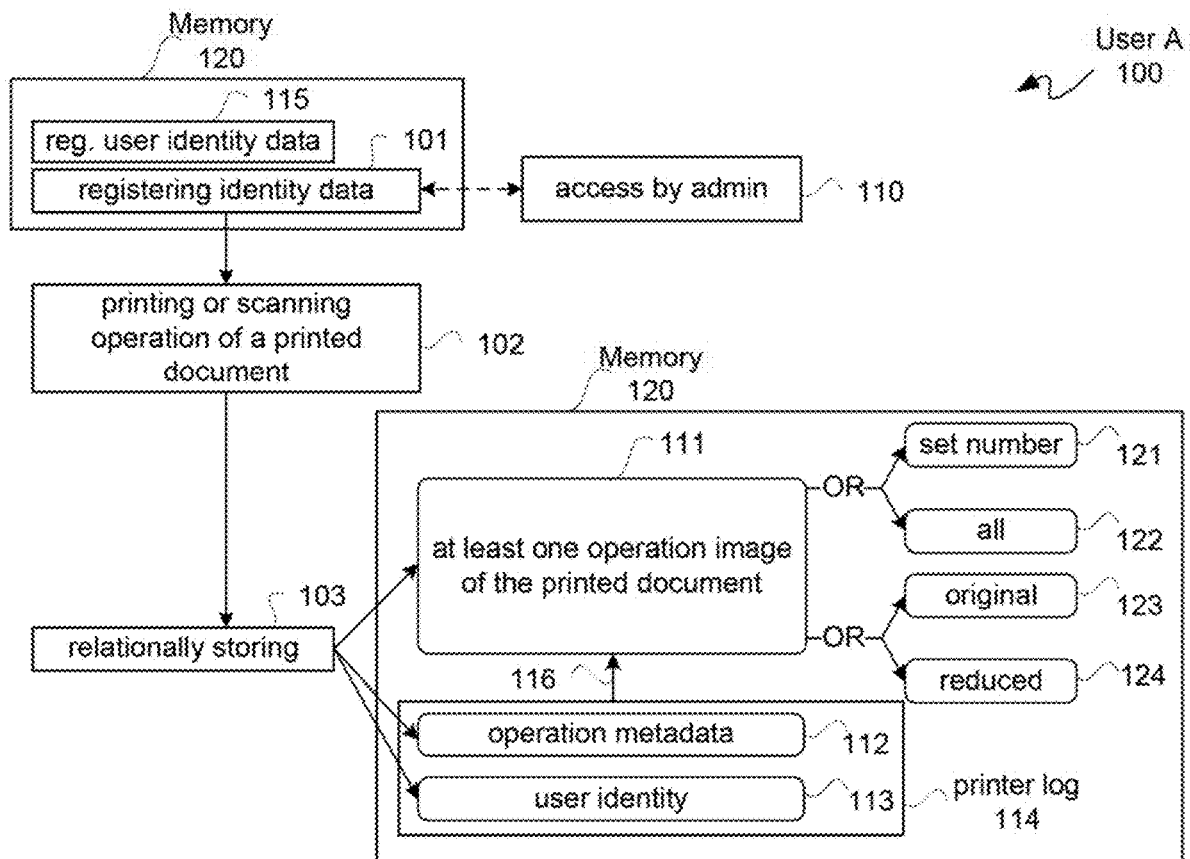 Memory
120
User A
100
115
reg. user identity data
101
registering identity data
access by admin
110
printing or scanning
operation of a printed
document
102
Memory
120
111
at least one operation image
of the printed document
OR
set number
121
all
122
OR
original
123
reduced
124
103
relationally storing
116
operation metadata
112
user identity
113
printer log
114